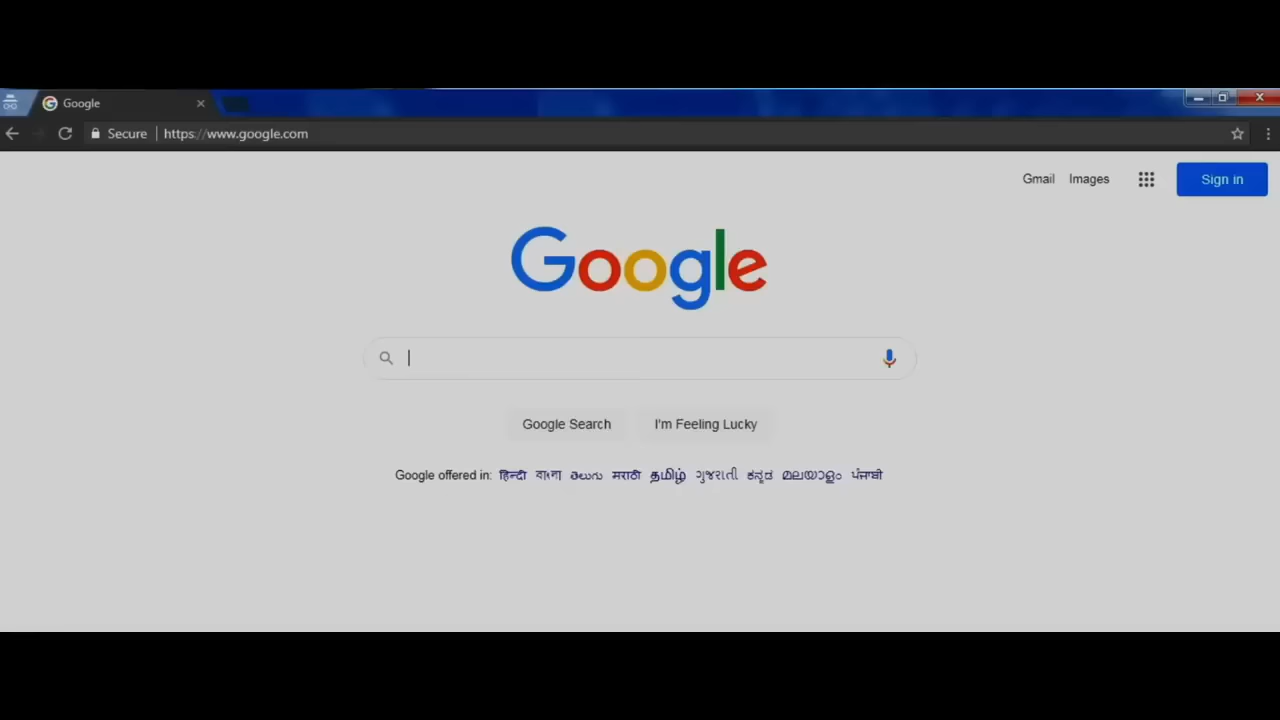 Google
Secure https://www.google.com
Gmail Images Sign in
Google
Google Search I'm Feeling Lucky
Google offered in: हिन्दी বাংলা తెలుగు मराठी தமிழ் ગુજરાતી ಕನ್ನಡ മലയാളം ਪੰਜਾਬੀ